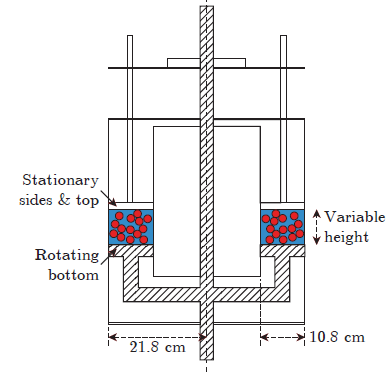 Stationary
sides & top
Variable
height
Rotating
bottom
21.8 cm
10.8 cm